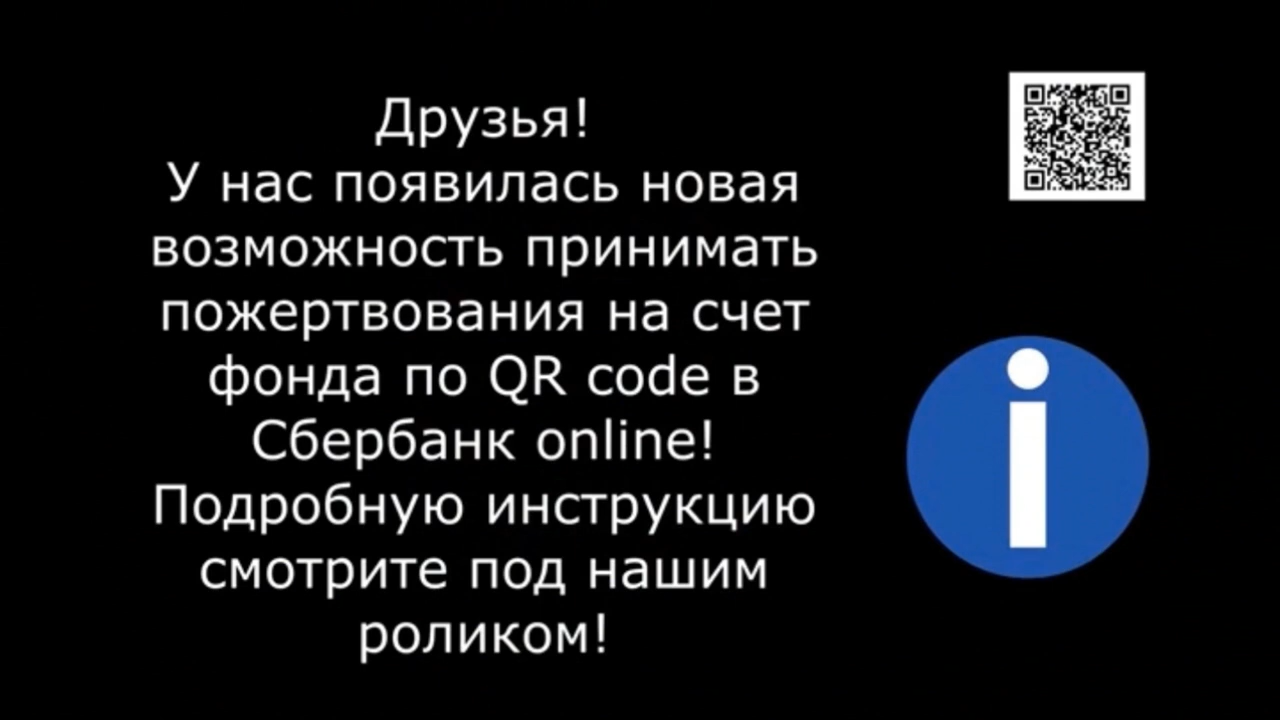 Друзья!
У нас появилась новая
возможность принимать
пожертвования на счет
фонда по QR code в
Сбербанк online!
Подробную инструкцию
смотрите под нашим
роликом!
i